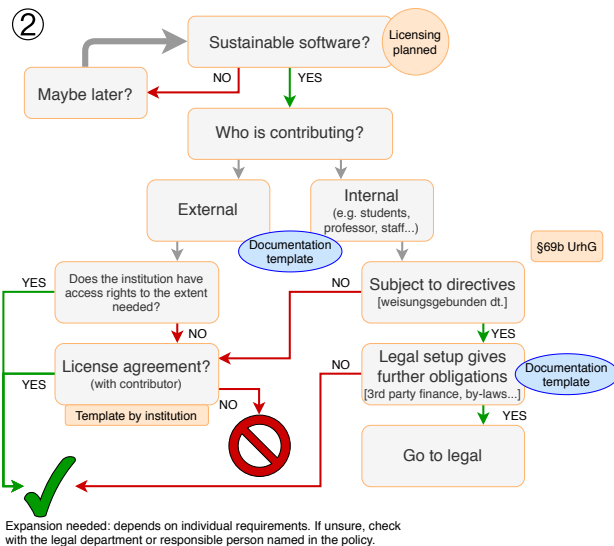 ②
Sustainable software?
Licensing
planned
NO
YES
Maybe later?
Who is contributing?
External
Internal
(e.g. students,
professor, staff...)
Documentation
template
§69b UrhG
YES
Does the institution have
access rights to the extent
needed?
NO
Subject to directives
[weisungsgebunden dt.]
NO
YES
YES
License agreement?
(with contributor)
NO
Template by institution
NO
Legal setup gives
further obligations
[3rd party finance, by-laws...]
Documentation
template
YES
Go to legal
Expansion needed: depends on individual requirements. If unsure, check
with the legal department or responsible person named in the policy.